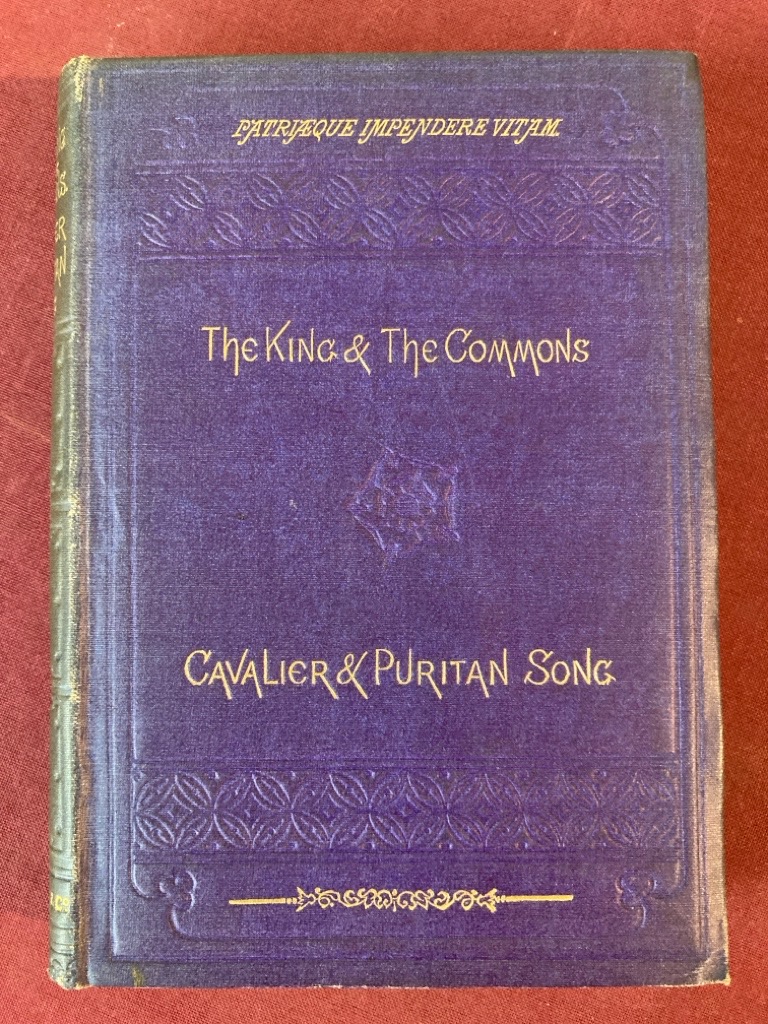 PATRIÆQUE IMPENDERE VITAM.
The King & The Commons
Cavalier & Puritan Song